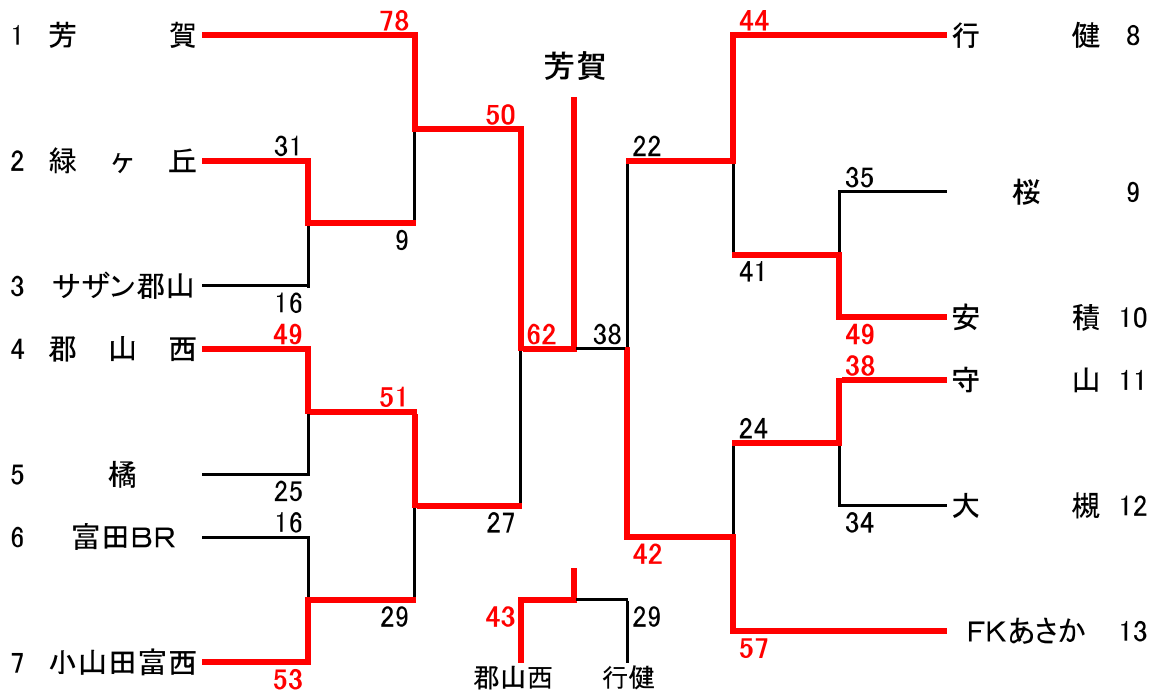 78
44
1 芳 賀
行 健 8
芳賀
50
31
22
2 緑 ヶ 丘
35
桜 9
9
41
3 サザン郡山
16
安 積 10
49
62
38
49
4 郡 山 西
38
守 山 11
51
24
5 橘
25
16
27
大 槻 12
34
6 富田BR
42
29
43
29
57
FKあさか 13
7 小山田富西
53
郡山西
行健